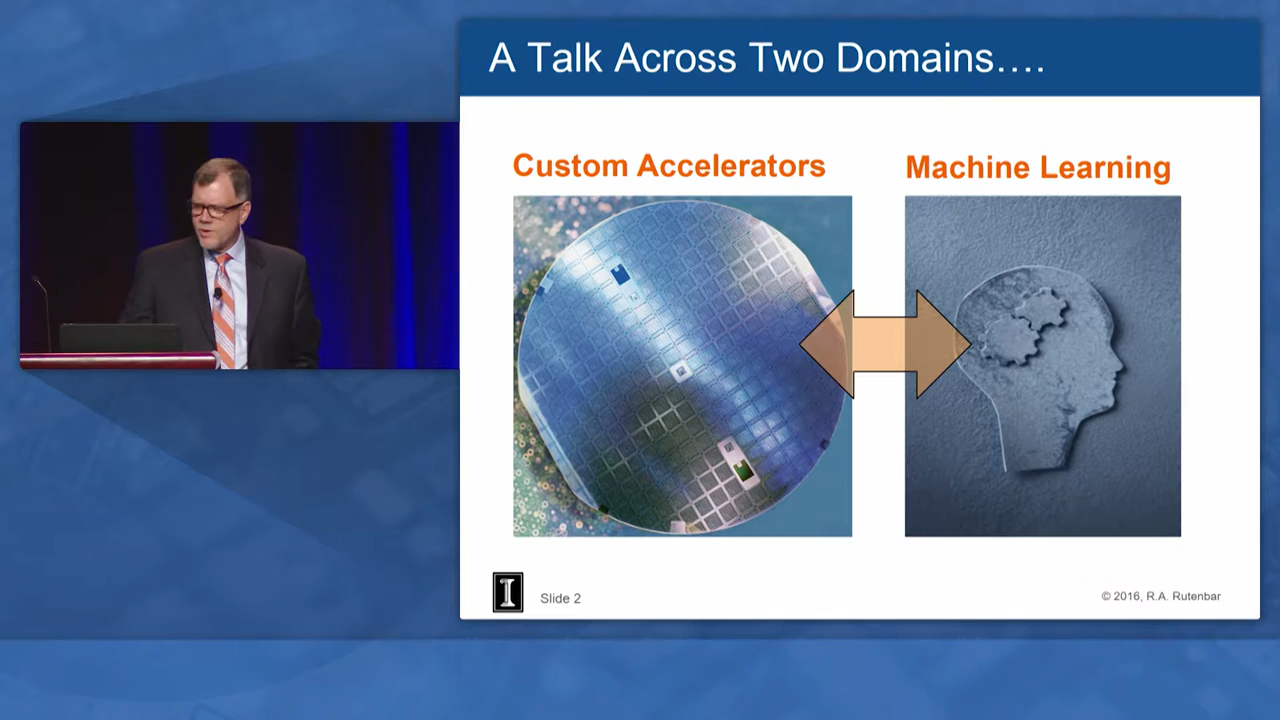 A Talk Across Two Domains....
Custom Accelerators
Machine Learning
I
Slide 2
© 2016, R.A. Rutenbar